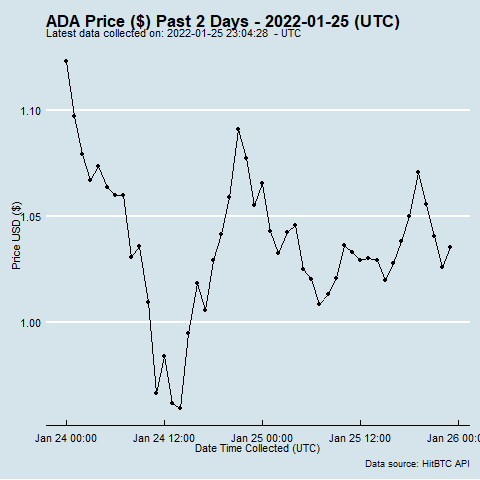 ADA Price ($) Past 2 Days - 2022-01-25 (UTC)
Latest data collected on: 2022-01-25 23:04:28 - UTC
1.10
1.05
1.00
Price USD ($)
Jan 24 00:00 Jan 24 12:00 Jan 25 00:00 Jan 25 12:00 Jan 26 00:0
Date Time Collected (UTC)
Data source: HitBTC API